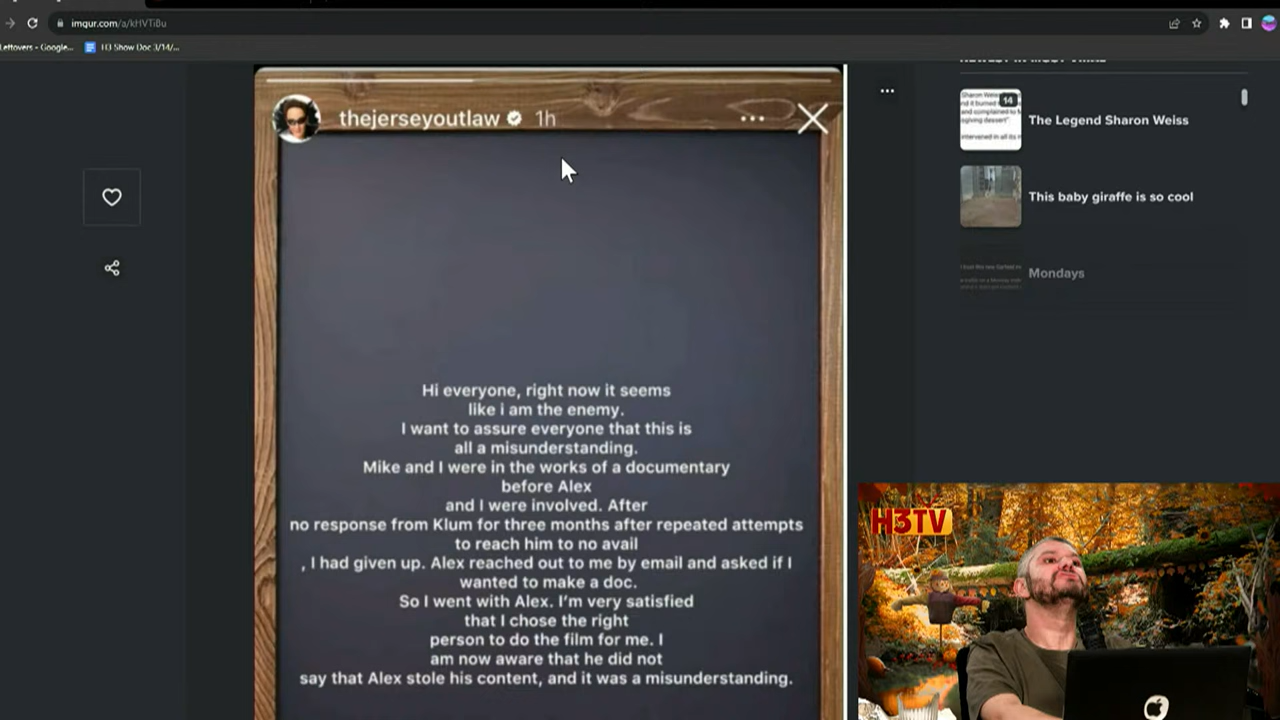 imgur.com/a/kHVTiBu
Leftovers - Google...
H3 Show Doc 3/14/...
thejerseyoutlaw 1h
Hi everyone, right now it seems
like i am the enemy.
I want to assure everyone that this is
all a misunderstanding.
Mike and I were in the works of a documentary
before Alex
and I were involved. After
no response from Klum for three months after repeated attempts
to reach him to no avail
, I had given up. Alex reached out to me by email and asked if I
wanted to make a doc.
So I went with Alex. I’m very satisfied
that I chose the right
person to do the film for me. I
am now aware that he did not
say that Alex stole his content, and it was a misunderstanding.
14
The Legend Sharon Weiss
This baby giraffe is so cool
Mondays
H3TV